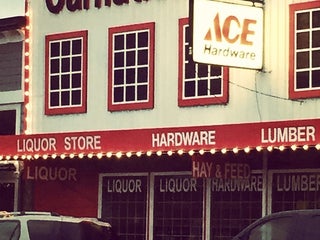 ACE
Hardware
LIQUOR STORE HARDWARE LUMBER
HAY & FEED
LIQUOR
LIQUOR LIQUOR HARDWARE LUMBER